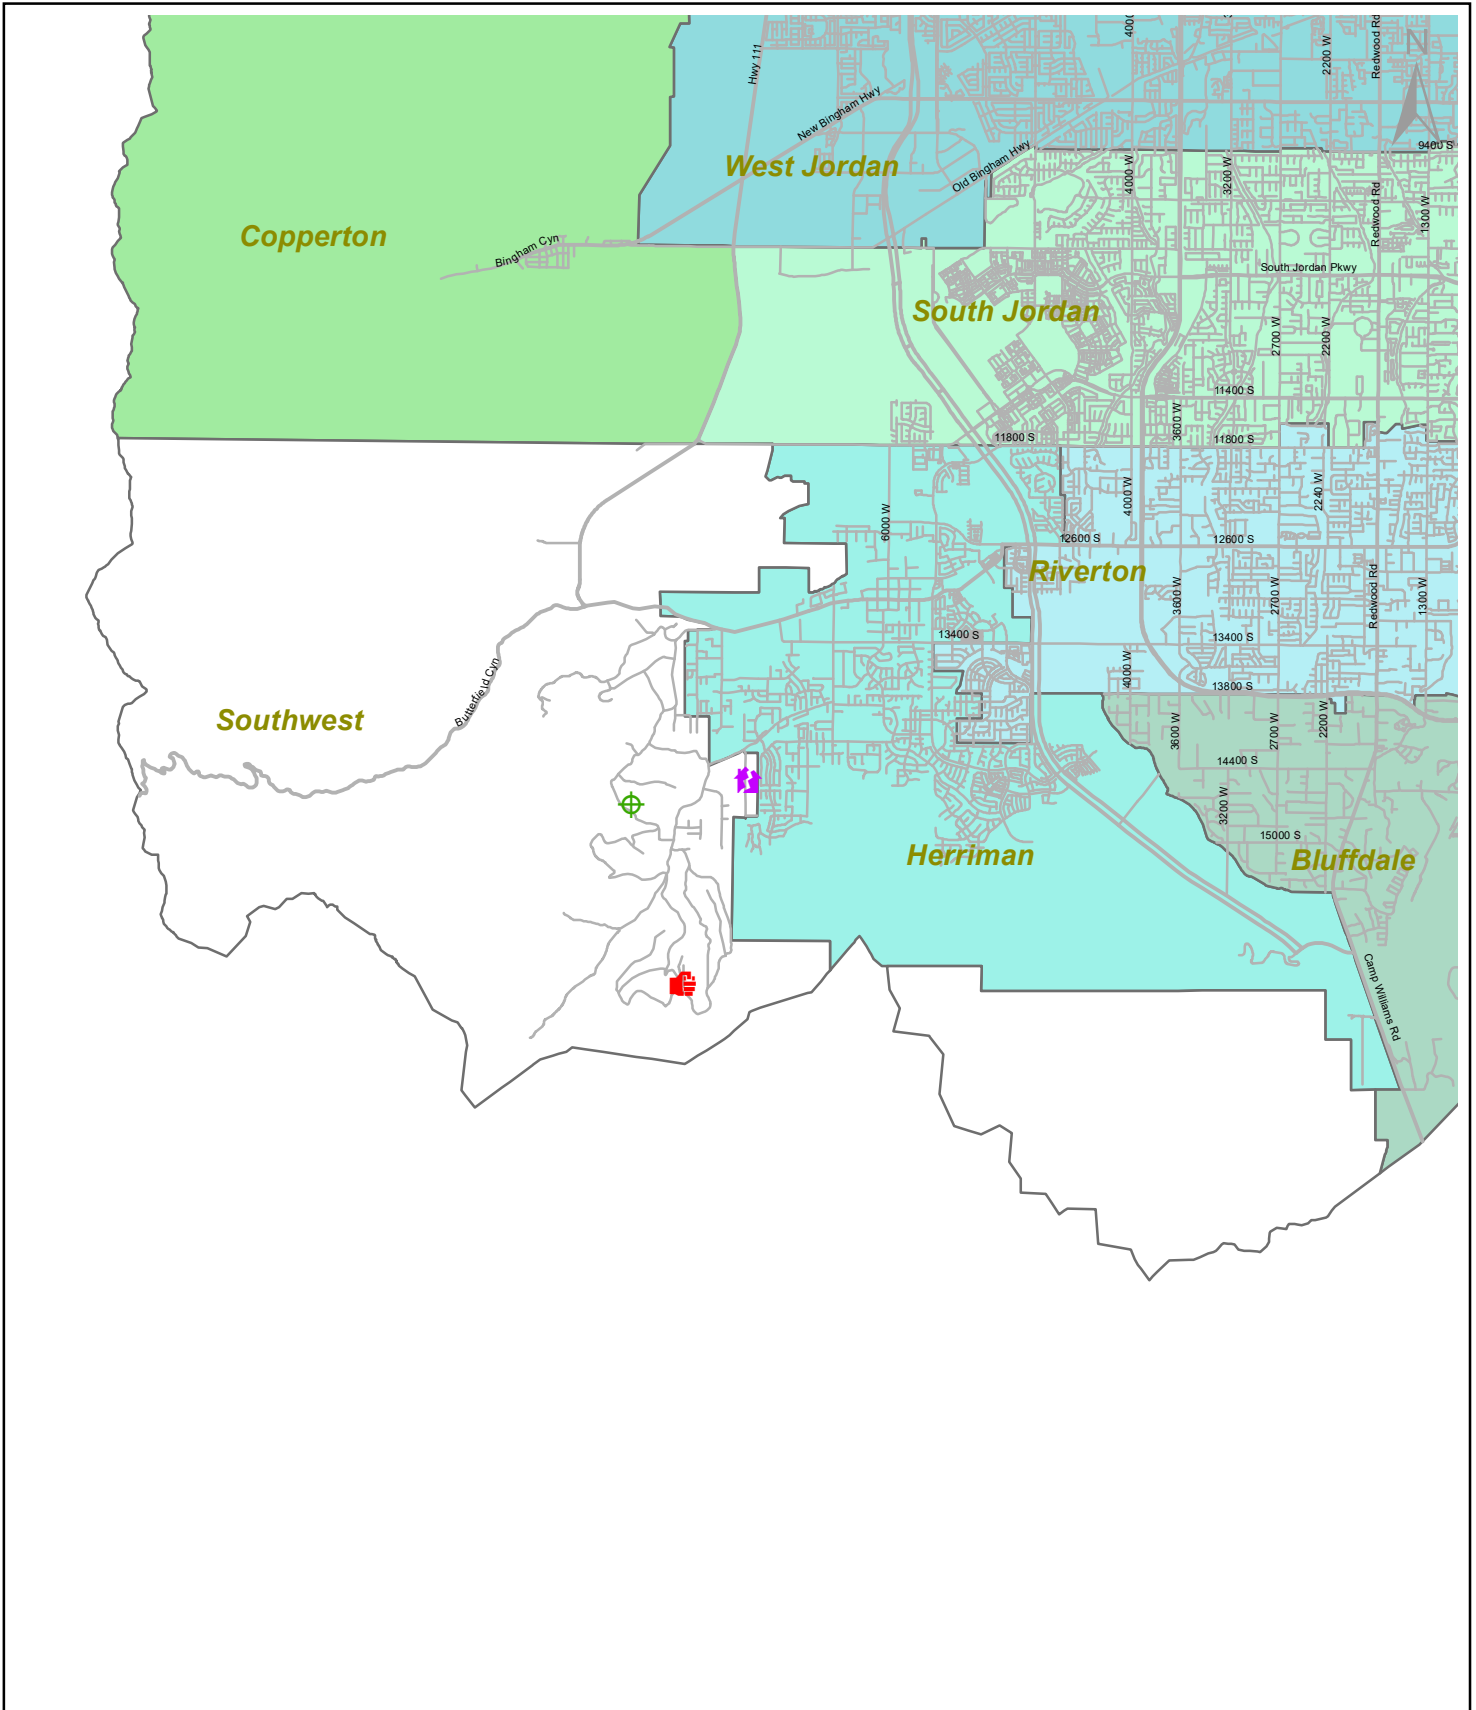 4000
2200 W
Redwood Rd
N
Hwy 111
New Bingham Hwy
Old Bingham Hwy
West Jordan
9400 S
4000 W
3200 W
Redwood Rd
1300 W
Copperton
Bingham Cyn
South Jordan Pkwy
South Jordan
2700 W
2200 W
11400 S
3600 W
11800 S
11800 S
4000 W
2240 W
6000 W
12600 S
12600 S
Riverton
3600 W
2700 W
Redwood Rd
1300 W
13400 S
13400 S
4000 W
13800 S
Butterfield Cyn
Southwest
3600 W
2700 W
2200 W
14400 S
3200 W
15000 S
Herriman
Bluffdale
Camp Williams Rd